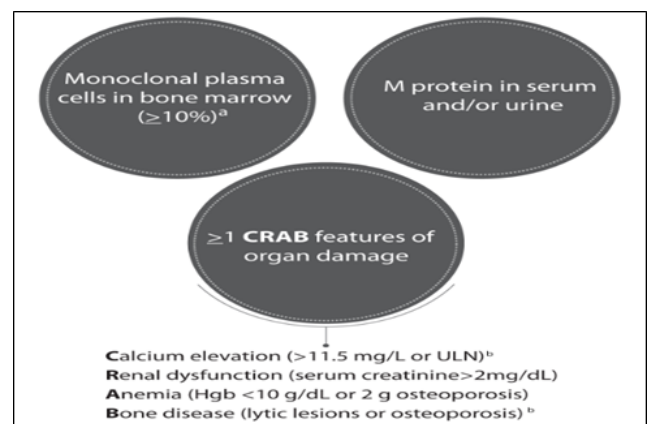 Monoclonal plasma
cells in bone marrow
(≥10%)ᵃ
M protein in serum
and/or urine
≥1 CRAB features of
organ damage
Calcium elevation (>11.5 mg/L or ULN)ᵇ
Renal dysfunction (serum creatinine>2mg/dL)
Anemia (Hgb <10 g/dL or 2 g osteoporosis)
Bone disease (lytic lesions or osteoporosis) ᵇ